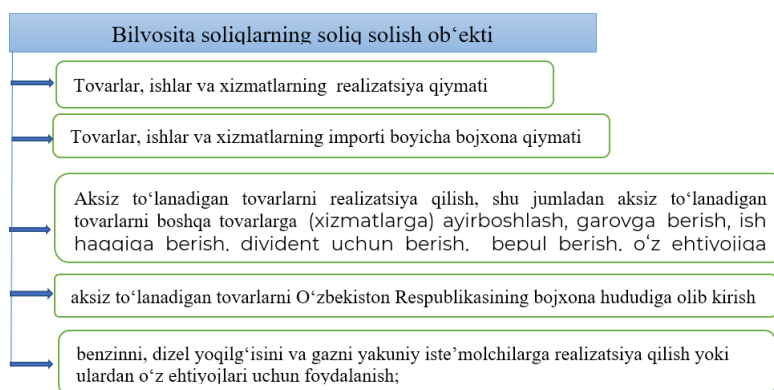 Bilvosita soliqlarning soliq solish ob‘ekti
Tovarlar, ishlar va xizmatlarning realizatsiya qiymati
Tovarlar, ishlar va xizmatlarning importi boyicha bojxona qiymati
Aksiz to‘lanadigan tovarlarni realizatsiya qilish, shu jumladan aksiz to‘lanadigan
tovarlarni boshqa tovarlarga (xizmatlarga) ayirboshlash, garovga berish, ish
haqqiga berish, divident uchun berish, bepul berish, o‘z ehtiyojiga
aksiz to‘lanadigan tovarlarni O‘zbekiston Respublikasining bojxona hududiga olib kirish
benzinni, dizel yoqilg‘isini va gazni yakuniy iste’molchilarga realizatsiya qilish yoki
ulardan o‘z ehtiyojlari uchun foydalanish;